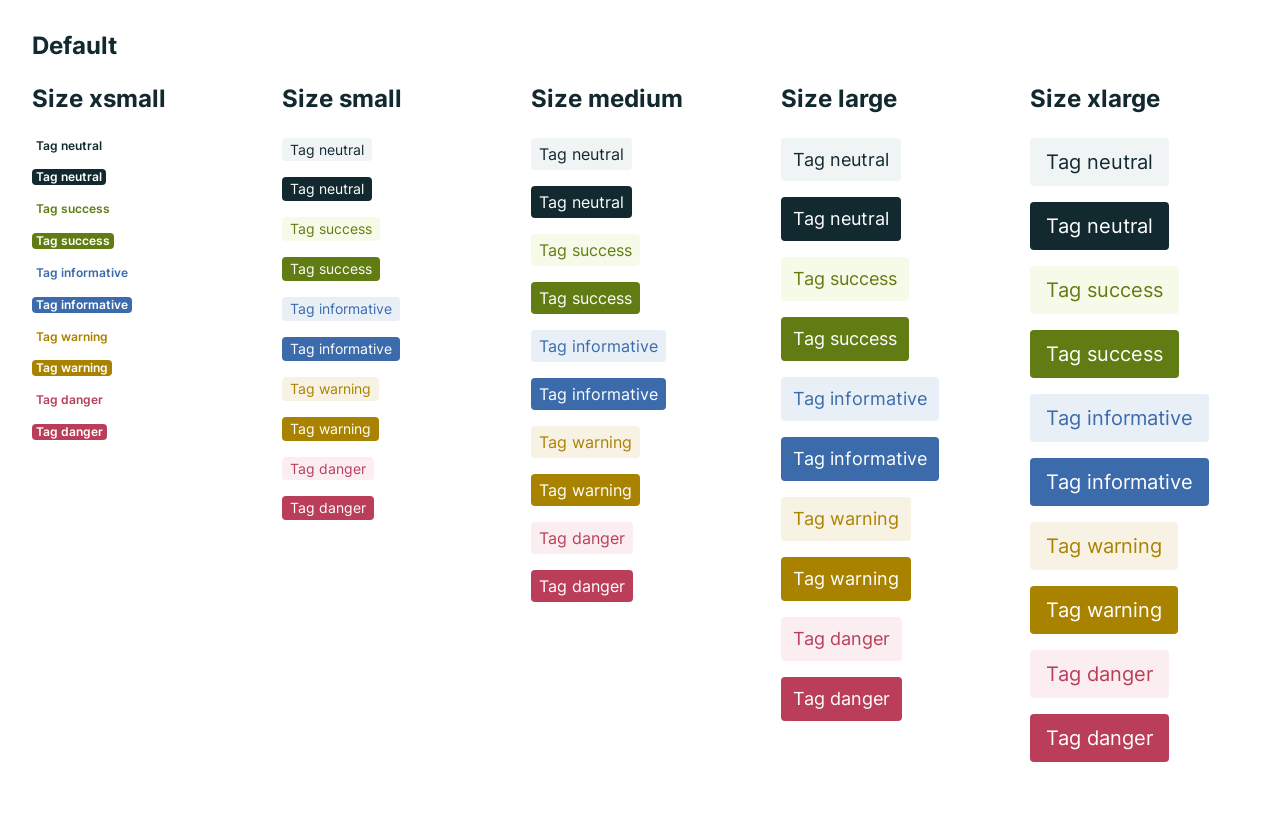 Default
Size xsmall
Tag neutral
Tag neutral
Tag success
Tag success
Tag informative
Tag informative
Tag warning
Tag warning
Tag danger
Tag danger
Size small
Tag neutral
Tag neutral
Tag success
Tag success
Tag informative
Tag informative
Tag warning
Tag warning
Tag danger
Tag danger
Size medium
Tag neutral
Tag neutral
Tag success
Tag success
Tag informative
Tag informative
Tag warning
Tag warning
Tag danger
Tag danger
Size large
Tag neutral
Tag neutral
Tag success
Tag success
Tag informative
Tag informative
Tag warning
Tag warning
Tag danger
Tag danger
Size xlarge
Tag neutral
Tag neutral
Tag success
Tag success
Tag informative
Tag informative
Tag warning
Tag warning
Tag danger
Tag danger